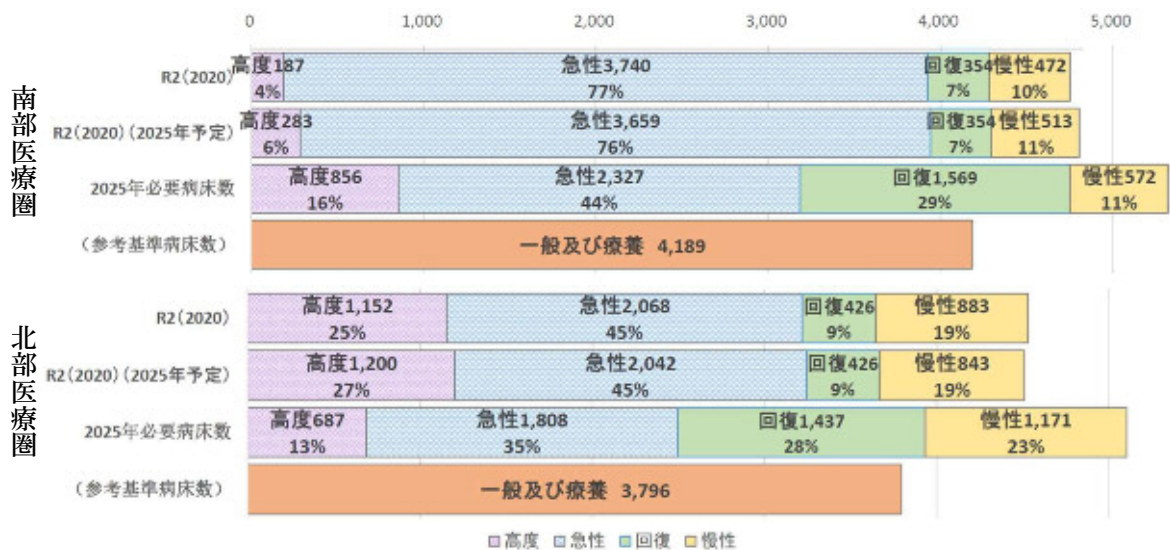 0 1,000 2,000 3,000 4,000 5,000
南部医療圏
R2(2020)
高度187 急性3,740 回復354 慢性472
4% 77% 7% 10%
R2(2020)(2025年予定)
高度283 急性3,659 回復354 慢性513
6% 76% 7% 11%
2025年必要病床数
高度856 急性2,327 回復1,569 慢性572
16% 44% 29% 11%
(参考基準病床数)
一般及び療養 4,189
北部医療圏
R2(2020)
高度1,152 急性2,068 回復426 慢性883
25% 45% 9% 19%
R2(2020)(2025年予定)
高度1,200 急性2,042 回復426 慢性843
27% 45% 9% 19%
2025年必要病床数
高度687 急性1,808 回復1,437 慢性1,171
13% 35% 28% 23%
(参考基準病床数)
一般及び療養 3,796
高度 急性 回復 慢性